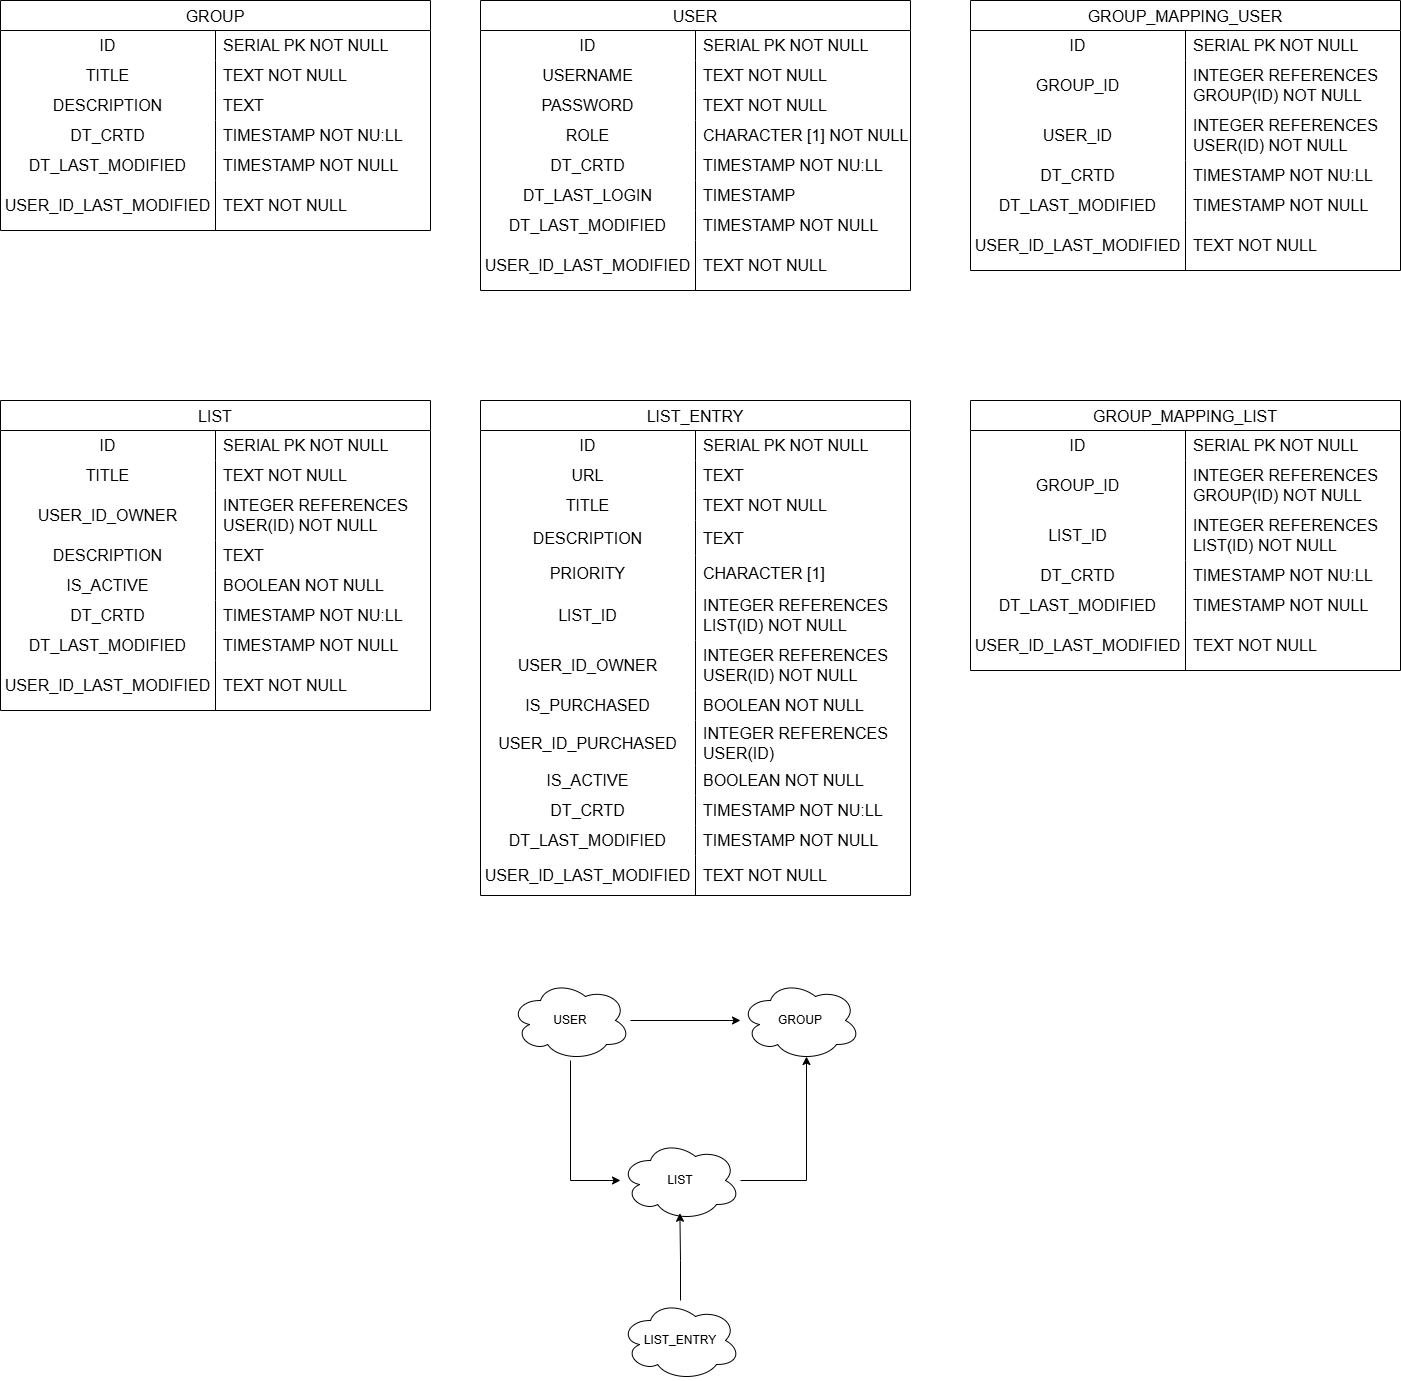 GROUP
ID SERIAL PK NOT NULL
TITLE TEXT NOT NULL
DESCRIPTION TEXT
DT_CRTD TIMESTAMP NOT NU:LL
DT_LAST_MODIFIED TIMESTAMP NOT NULL
USER_ID_LAST_MODIFIED TEXT NOT NULL
USER
ID SERIAL PK NOT NULL
USERNAME TEXT NOT NULL
PASSWORD TEXT NOT NULL
ROLE CHARACTER [1] NOT NULL
DT_CRTD TIMESTAMP NOT NU:LL
DT_LAST_LOGIN TIMESTAMP
DT_LAST_MODIFIED TIMESTAMP NOT NULL
USER_ID_LAST_MODIFIED TEXT NOT NULL
GROUP_MAPPING_USER
ID SERIAL PK NOT NULL
GROUP_ID INTEGER REFERENCES
GROUP(ID) NOT NULL
USER_ID INTEGER REFERENCES
USER(ID) NOT NULL
DT_CRTD TIMESTAMP NOT NU:LL
DT_LAST_MODIFIED TIMESTAMP NOT NULL
USER_ID_LAST_MODIFIED TEXT NOT NULL
LIST
ID SERIAL PK NOT NULL
TITLE TEXT NOT NULL
USER_ID_OWNER INTEGER REFERENCES
USER(ID) NOT NULL
DESCRIPTION TEXT
IS_ACTIVE BOOLEAN NOT NULL
DT_CRTD TIMESTAMP NOT NU:LL
DT_LAST_MODIFIED TIMESTAMP NOT NULL
USER_ID_LAST_MODIFIED TEXT NOT NULL
LIST_ENTRY
ID SERIAL PK NOT NULL
URL TEXT
TITLE TEXT NOT NULL
DESCRIPTION TEXT
PRIORITY CHARACTER [1]
LIST_ID INTEGER REFERENCES
LIST(ID) NOT NULL
USER_ID_OWNER INTEGER REFERENCES
USER(ID) NOT NULL
IS_PURCHASED BOOLEAN NOT NULL
USER_ID_PURCHASED INTEGER REFERENCES
USER(ID)
IS_ACTIVE BOOLEAN NOT NULL
DT_CRTD TIMESTAMP NOT NU:LL
DT_LAST_MODIFIED TIMESTAMP NOT NULL
USER_ID_LAST_MODIFIED TEXT NOT NULL
GROUP_MAPPING_LIST
ID SERIAL PK NOT NULL
GROUP_ID INTEGER REFERENCES
GROUP(ID) NOT NULL
LIST_ID INTEGER REFERENCES
LIST(ID) NOT NULL
DT_CRTD TIMESTAMP NOT NU:LL
DT_LAST_MODIFIED TIMESTAMP NOT NULL
USER_ID_LAST_MODIFIED TEXT NOT NULL
USER
GROUP
LIST
LIST_ENTRY